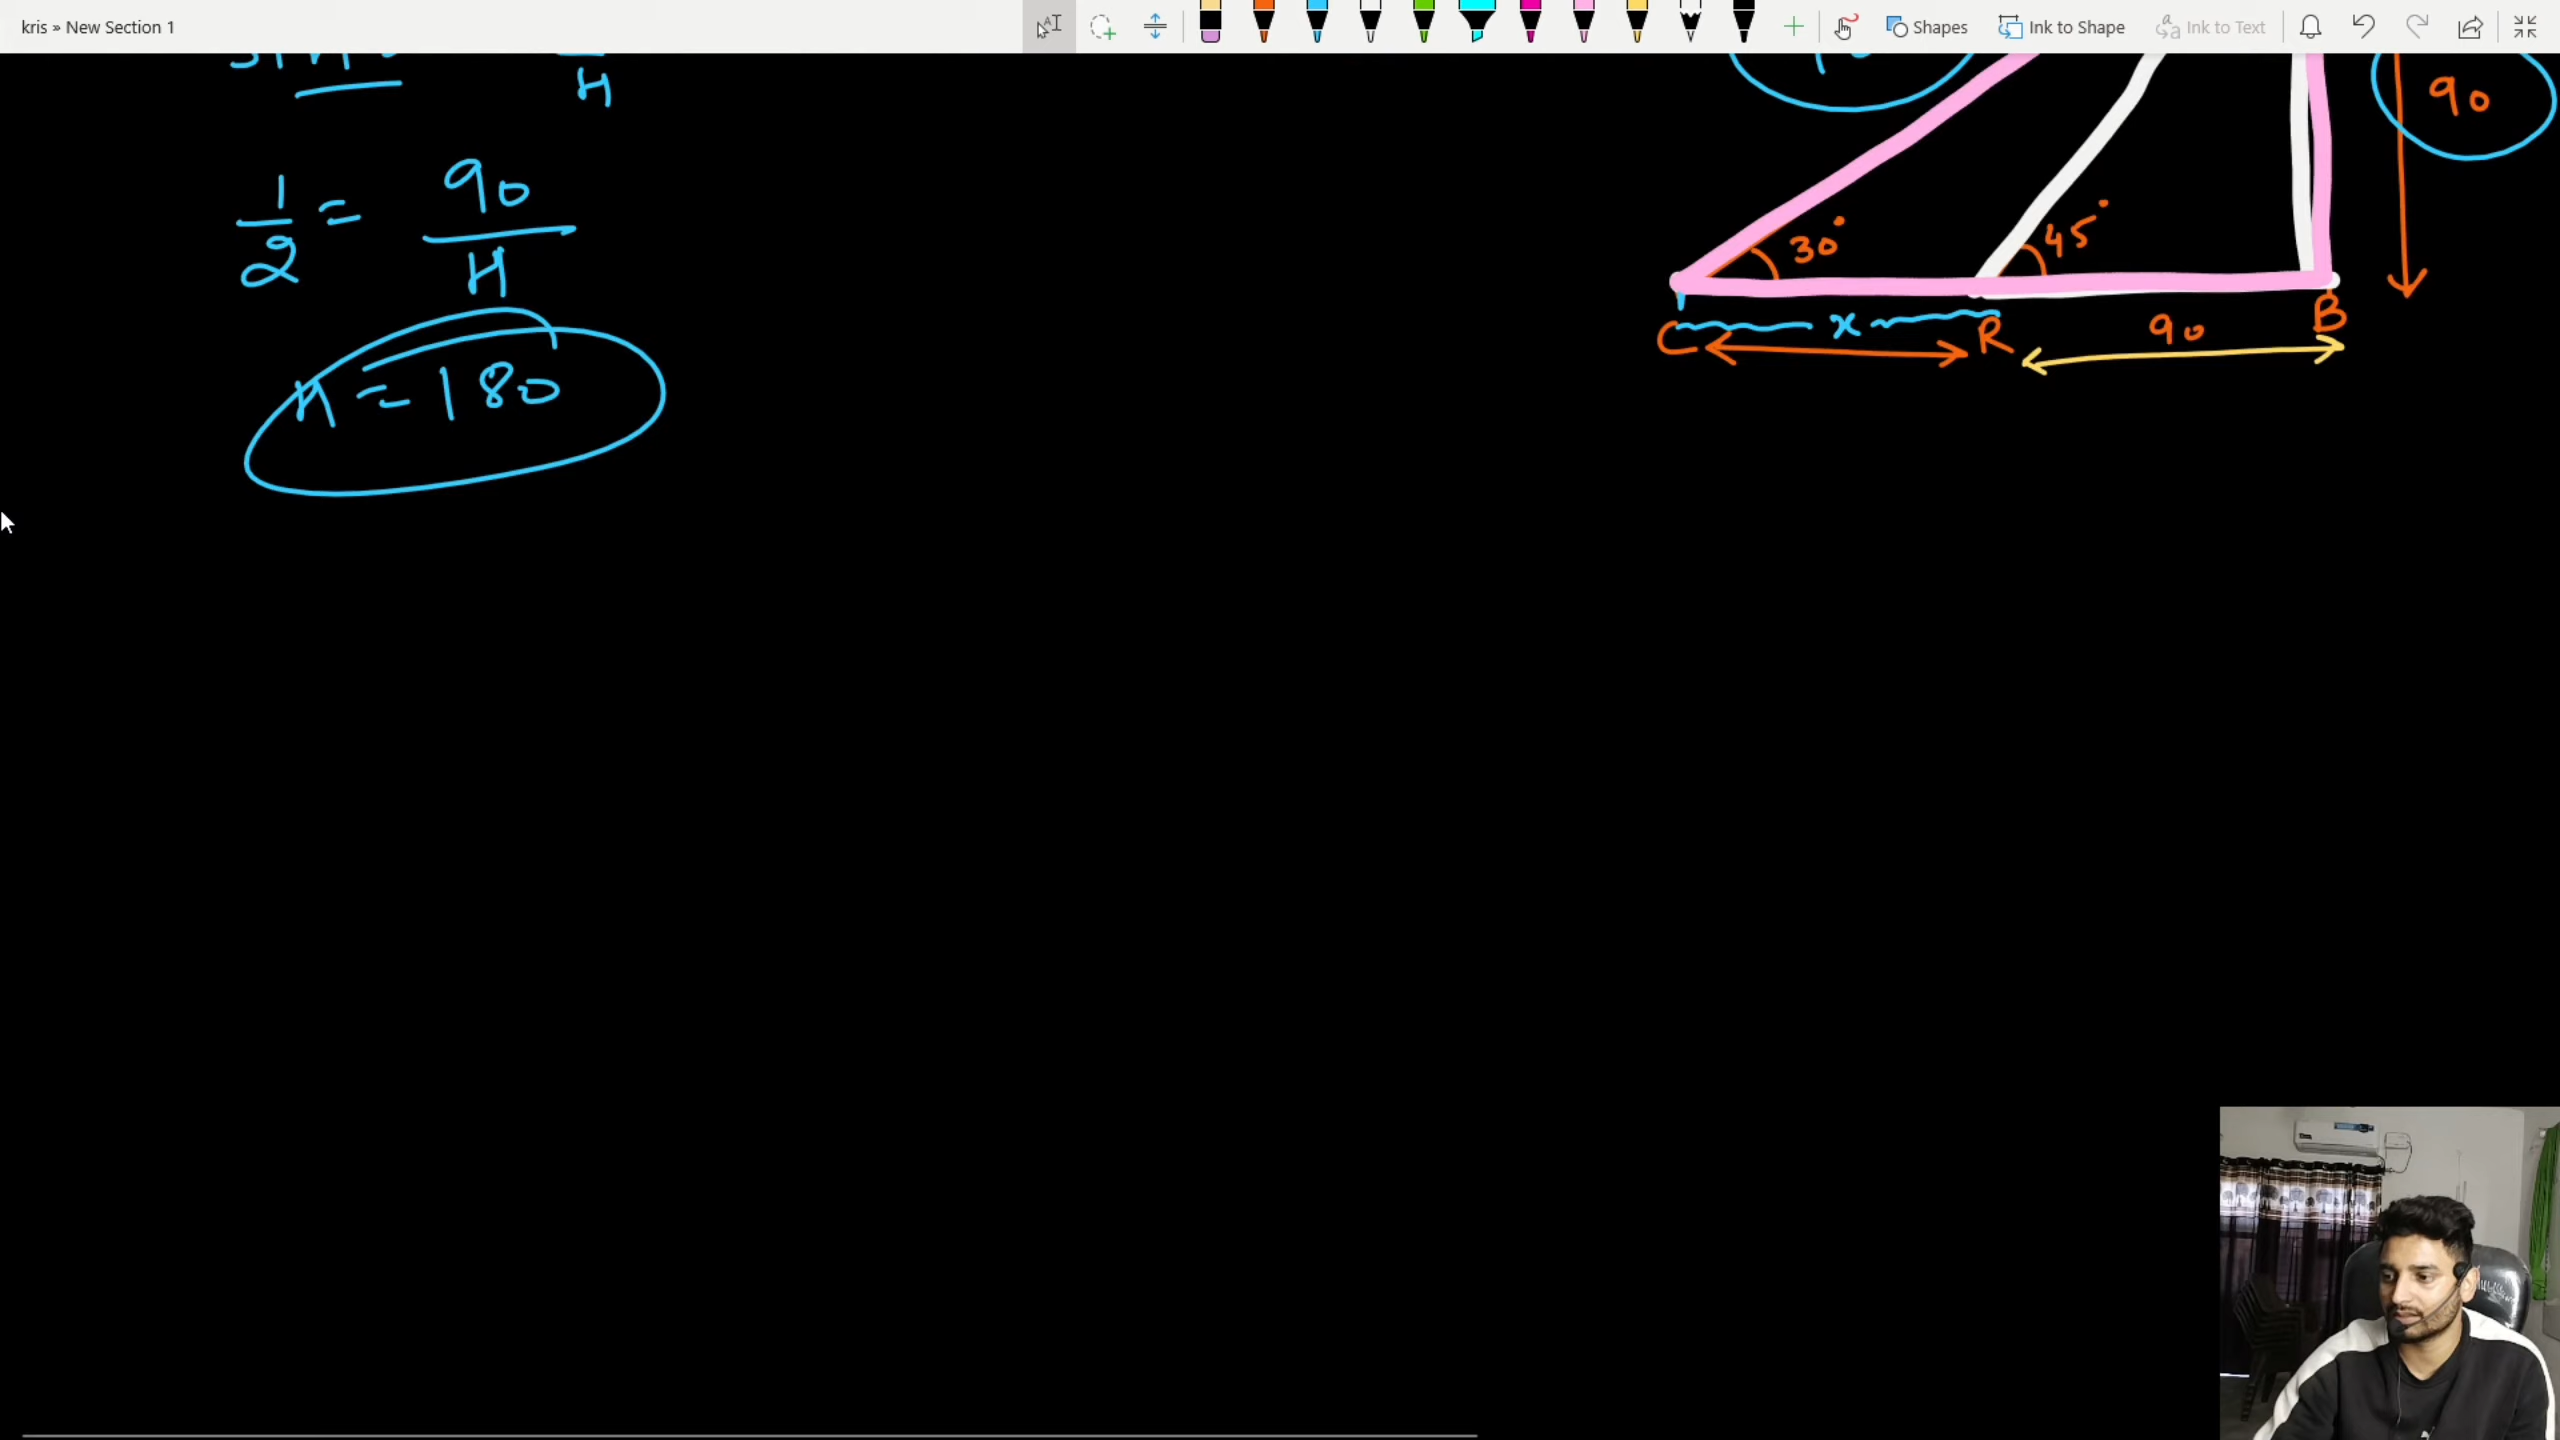 kris » New Section 1
Shapes
Ink to Shape
Ink to Text
H
1/2 = 90/H
H = 180
90
30°
45°
C
x
R
90
B